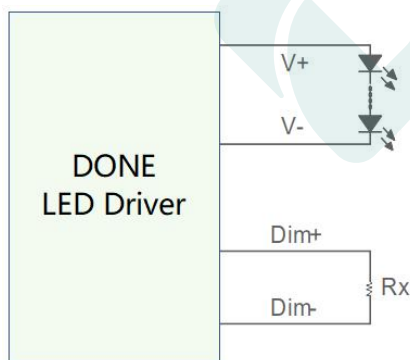 V+
V-
DONE
LED Driver
Dim+
Rx
Dim-